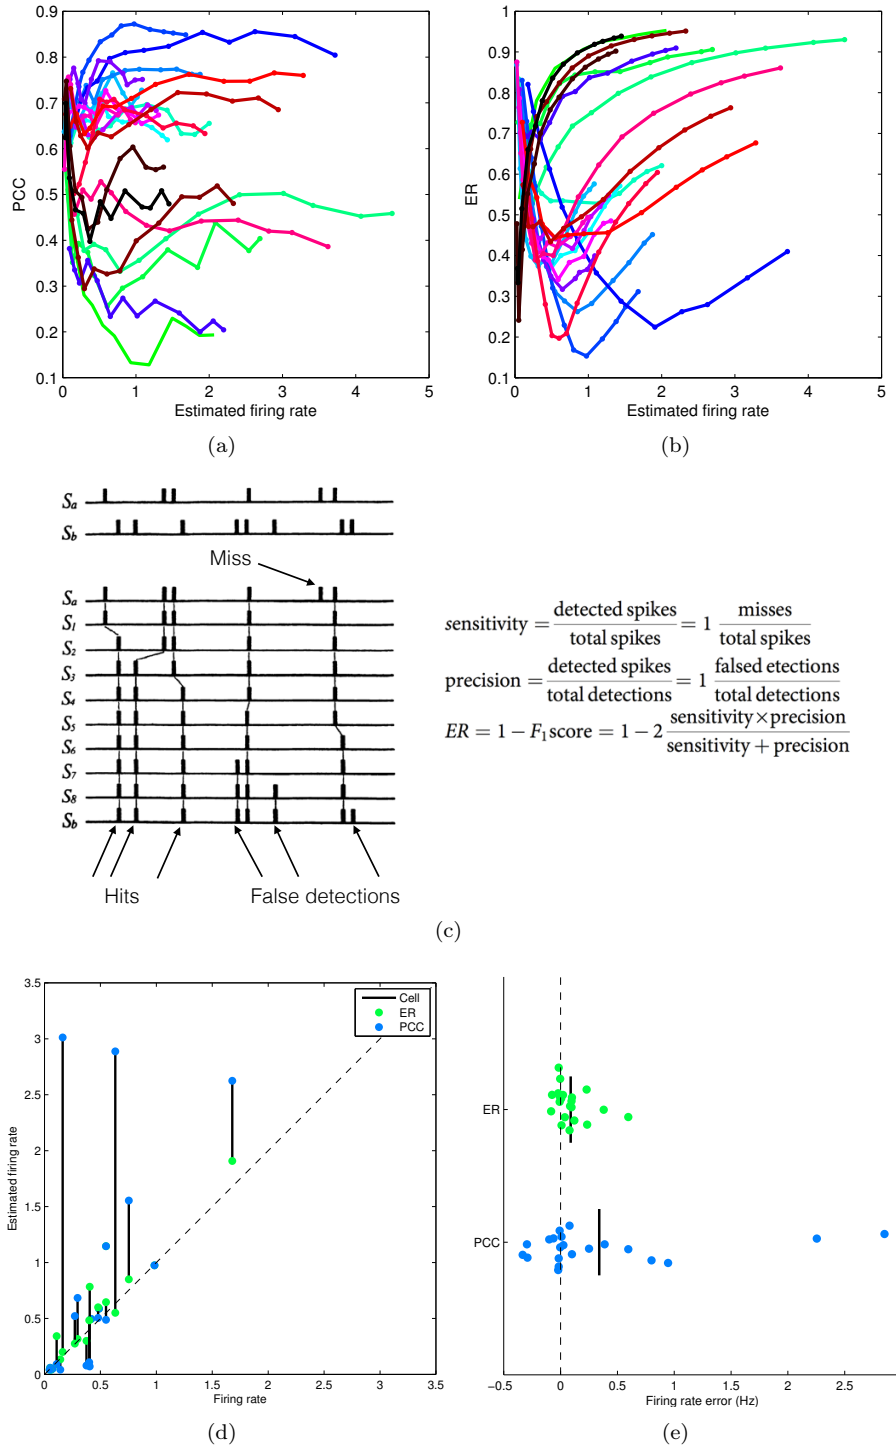 0.9
0.8
0.7
0.6
0.5
0.4
0.3
0.2
0.1
PCC
0 1 2 3 4 5
Estimated firing rate
(a)
1
0.9
0.8
0.7
0.6
0.5
0.4
0.3
0.2
0.1
ER
0 1 2 3 4 5
Estimated firing rate
(b)
Sa
Sb
Miss
Sa
S1
S2
S3
S4
S5
S6
S7
S8
Sb
Hits False detections
sensitivity = detected spikes / total spikes = 1 misses / total spikes
precision = detected spikes / total detections = 1 falsed etections / total detections
ER = 1 − F1score = 1 − 2 sensitivity×precision / sensitivity + precision
(c)
3.5
3
2.5
2
1.5
1
0.5
0
Estimated firing rate
Cell
ER
PCC
0 0.5 1 1.5 2 2.5 3 3.5
Firing rate
(d)
ER
PCC
−0.5 0 0.5 1 1.5 2 2.5
Firing rate error (Hz)
(e)